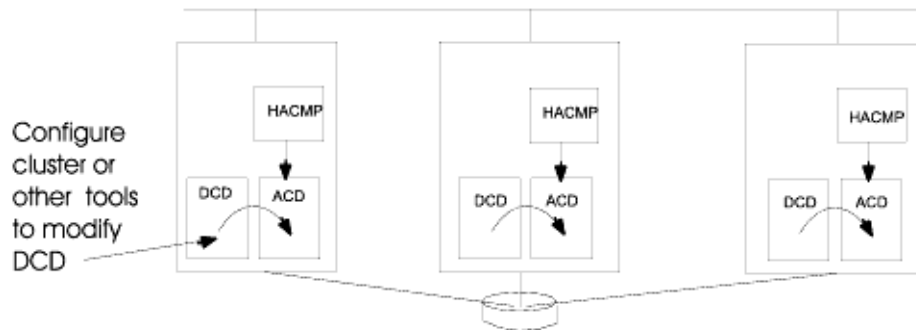 Configure
cluster or
other tools
to modify
DCD
HACMP
DCD ACD
HACMP
DCD ACD
HACMP
DCD ACD